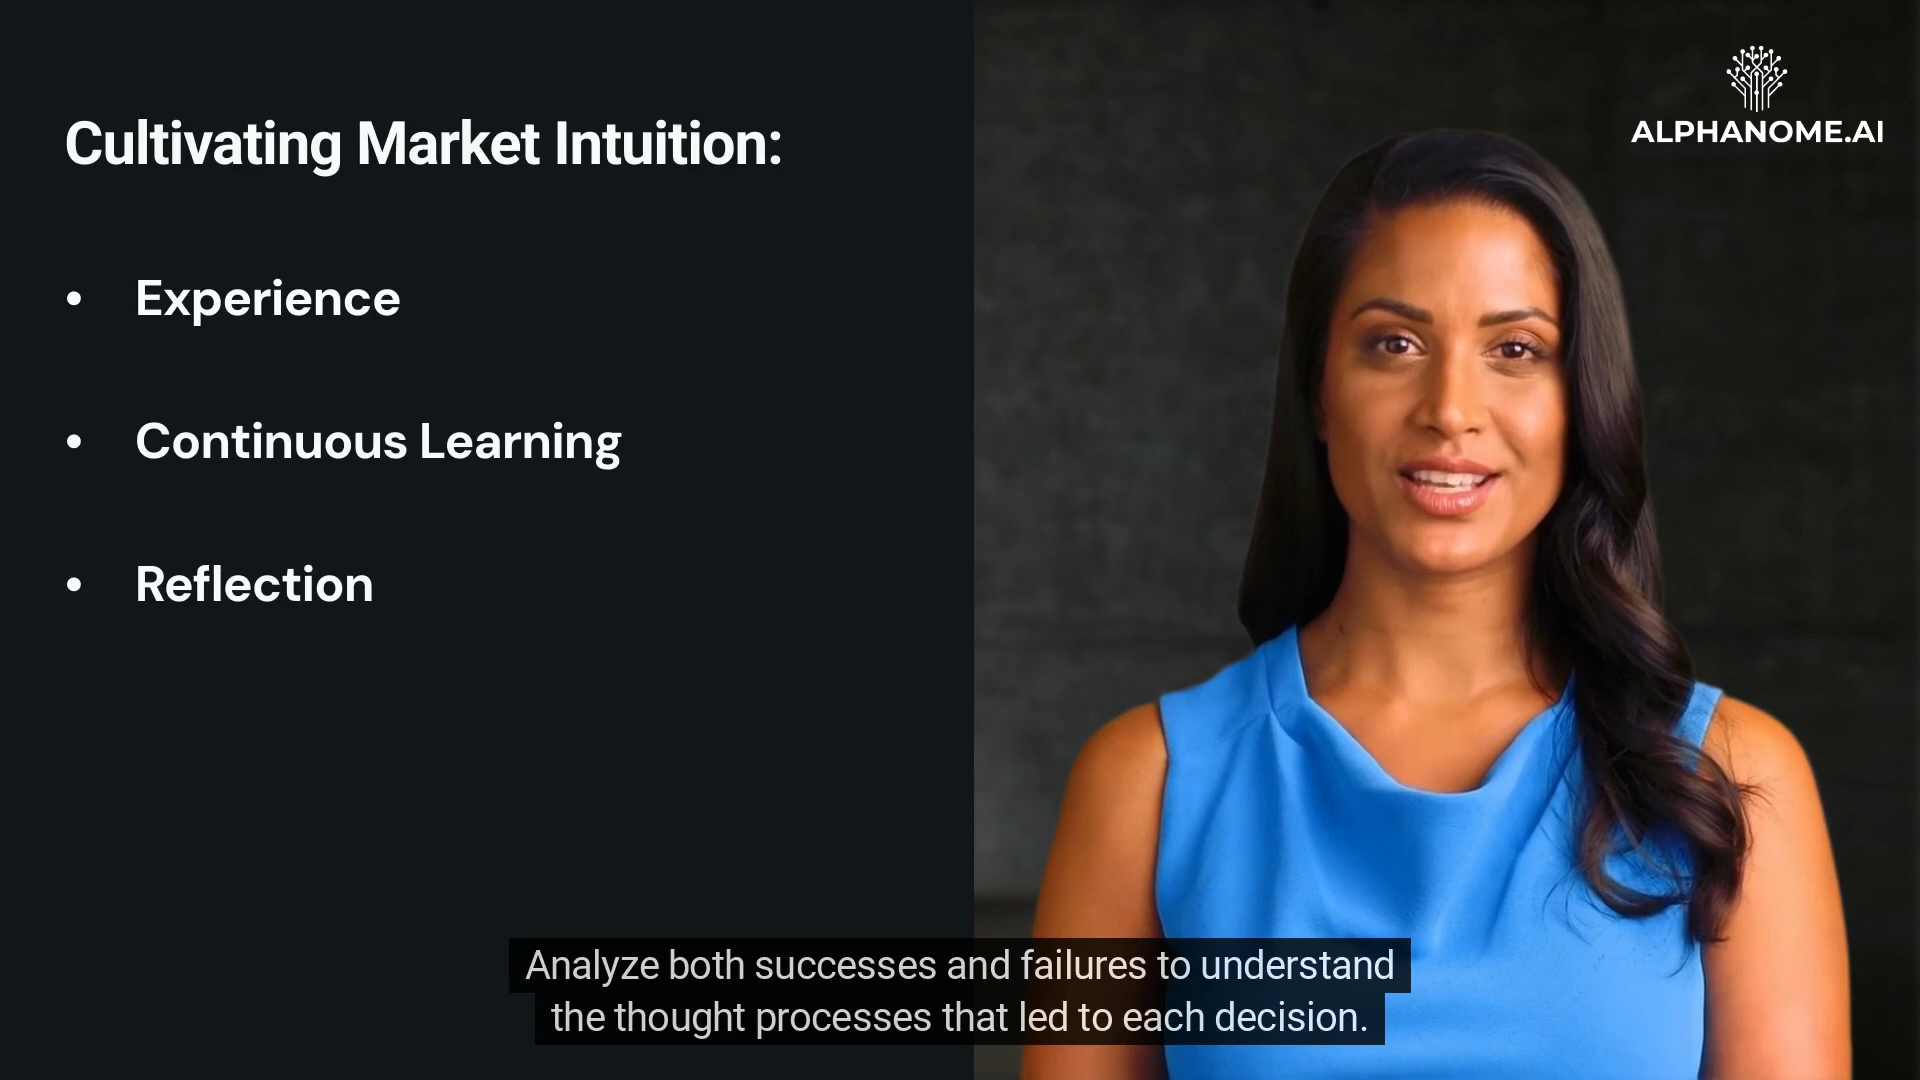 Cultivating Market Intuition:
• Experience
• Continuous Learning
• Reflection
ALPHANOME.AI
Analyze both successes and failures to understand
the thought processes that led to each decision.